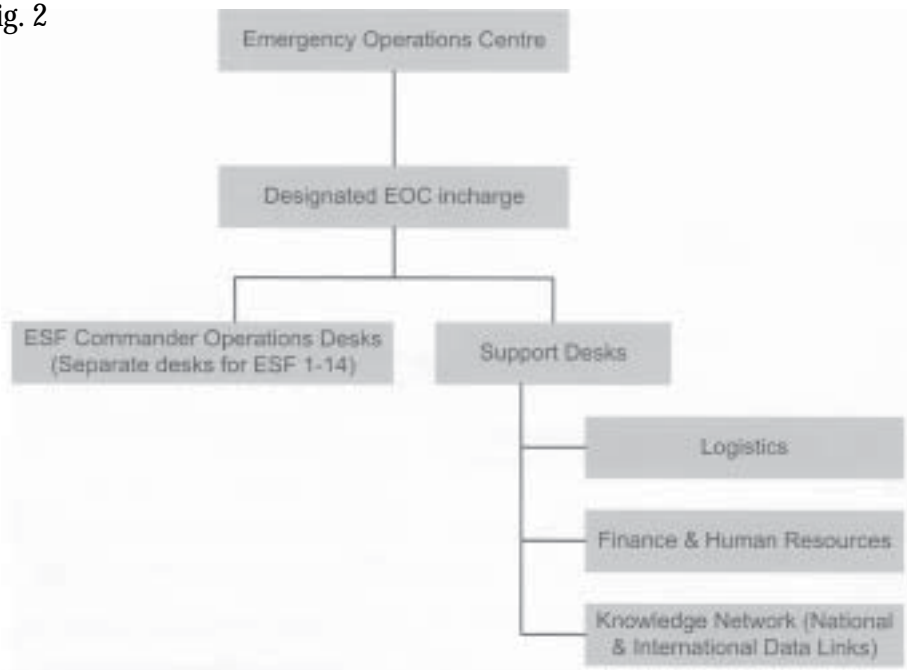 ig. 2
Emergency Operations Centre
Designated EOC incharge
ESF Commander Operations Desks
(Separate desks for ESF 1-14)
Support Desks
Logistics
Finance & Human Resources
Knowledge Network (National
& International Data Links)